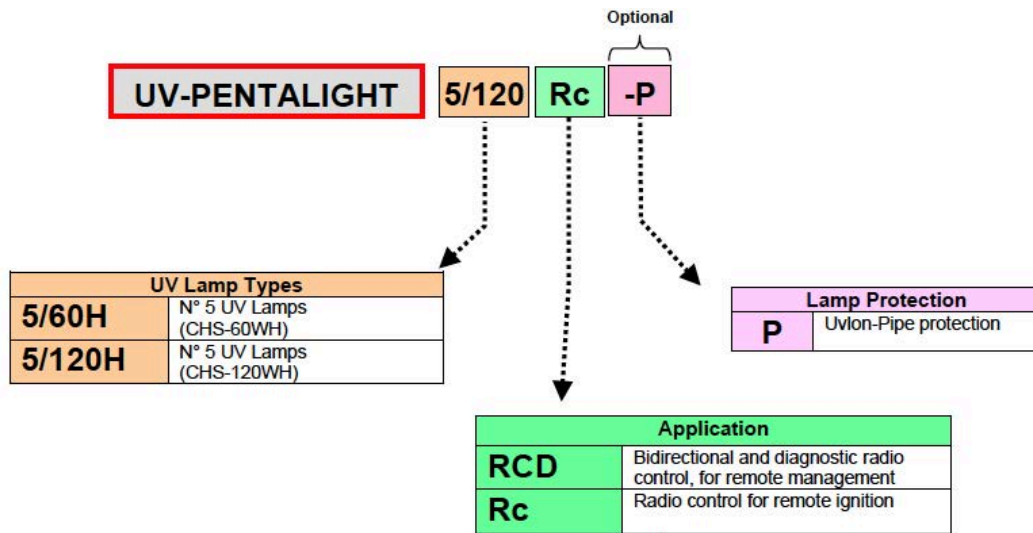 Optional
UV-PENTALIGHT 5/120 Rc -P
UV Lamp Types
5/60H N° 5 UV Lamps
(CHS-60WH)
5/120H N° 5 UV Lamps
(CHS-120WH)
Lamp Protection
P Uvlon-Pipe protection
Application
RCD Bidirectional and diagnostic radio
control, for remote management
Rc Radio control for remote ignition